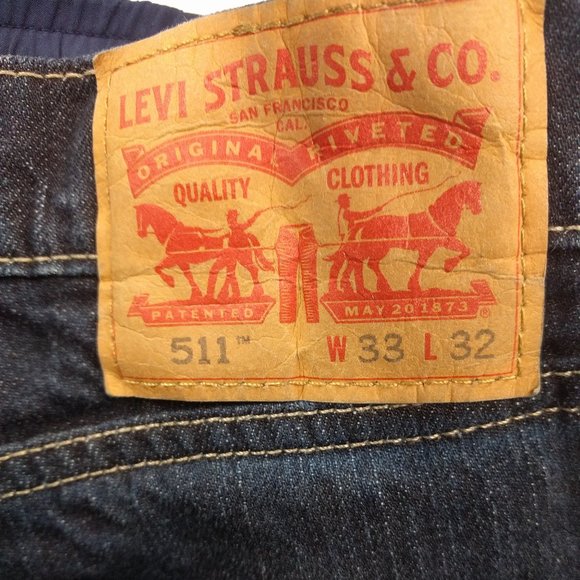 LEVI STRAUSS & CO.
SAN FRANCISCO
CAL.
ORIGINAL RIVETED
QUALITY CLOTHING
PATENTED MAY 20 1873 ®
511™ W 33 L 32